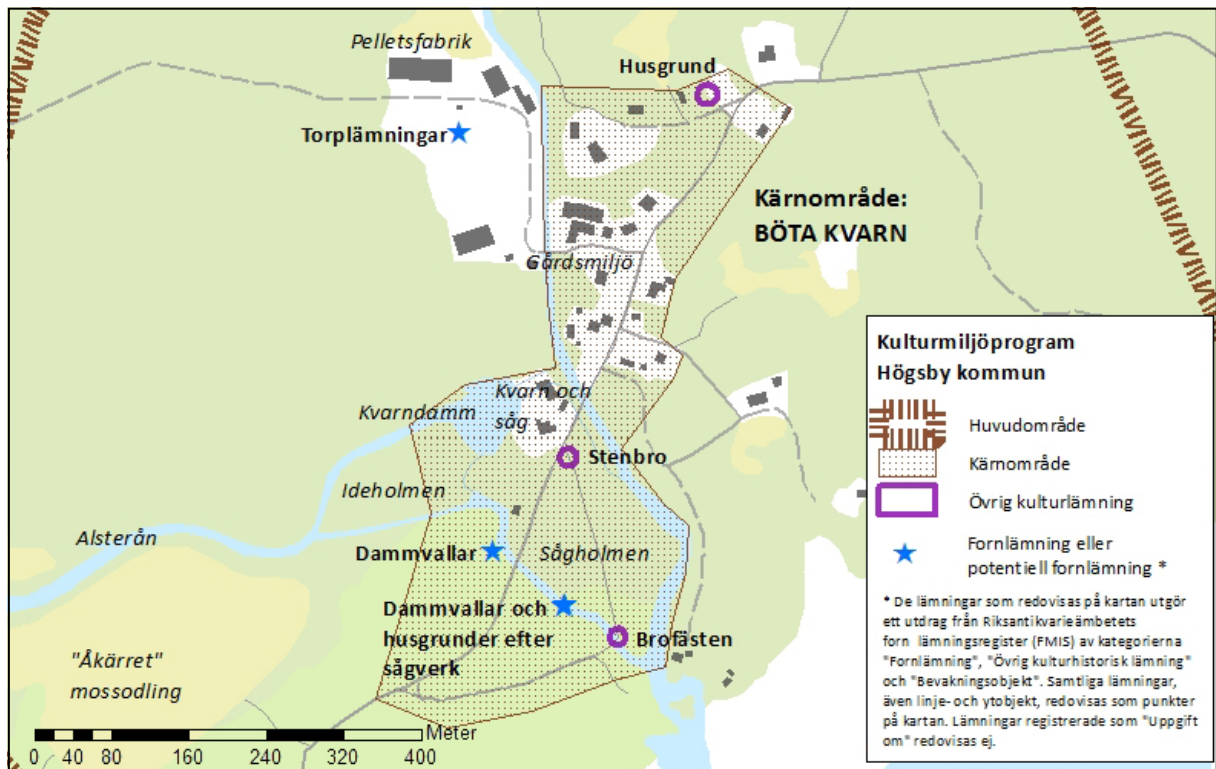 Pelletsfabrik
Husgrund
Torplämningar
Kärnområde:
BÖTA KVARN
Gårdsmiljö
Kvarn och
såg
Kvarndamm
Stenbro
Ideholmen
Alsterån
Dammvallar
Sågholmen
Dammvallar och
husgrunder efter
sågverk
Brofästen
"Åkärret"
mossodling
Meter
0 40 80 160 240 320 400
Kulturmiljöprogram
Högsby kommun
Huvudområde
Kärnområde
Övrig kulturlämning
Fornlämning eller
potentiell fornlämning *
* De lämningar som redovisas på kartan utgör
ett utdrag från Riksantikvarieämbetets
forn lämningsregister (FMIS) av kategorierna
"Fornlämning", "Övrig kulturhistorisk lämning"
och "Bevakningsobjekt". Samtliga lämningar,
även linje- och ytobjekt, redovisas som punkter
på kartan. Lämningar registrerade som "Uppgift
om" redovisas ej.